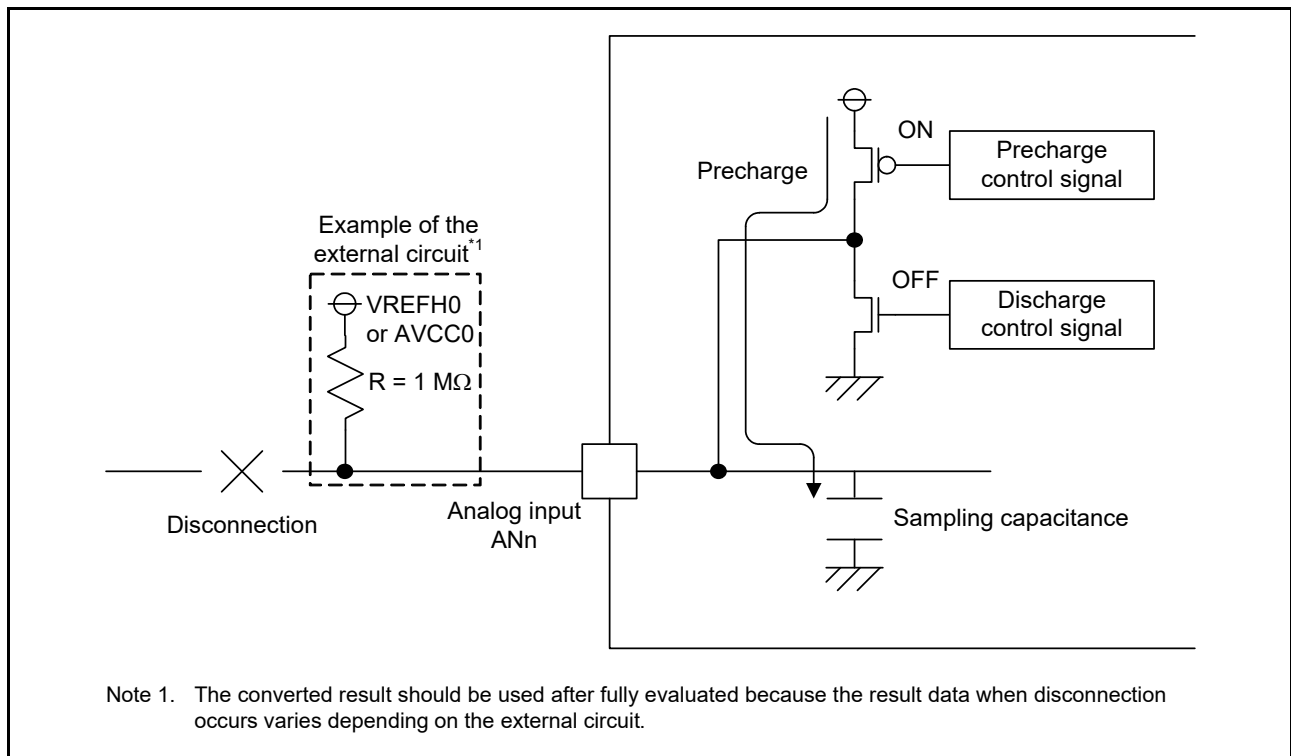 ON
Precharge
control signal
Precharge
Example of the
external circuit*1
VREFH0
or AVCC0
R = 1 MΩ
OFF
Discharge
control signal
Disconnection
Analog input
ANn
Sampling capacitance
Note 1. The converted result should be used after fully evaluated because the result data when disconnection
occurs varies depending on the external circuit.